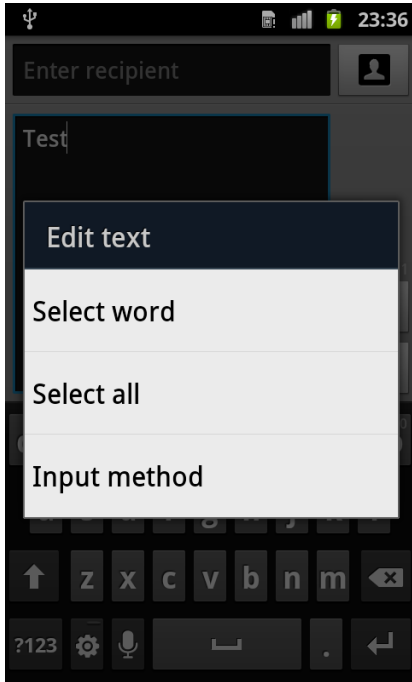 23:36
Enter recipient
Test
Edit text
Select word
Select all
Input method
z x c v b n m
?123 .